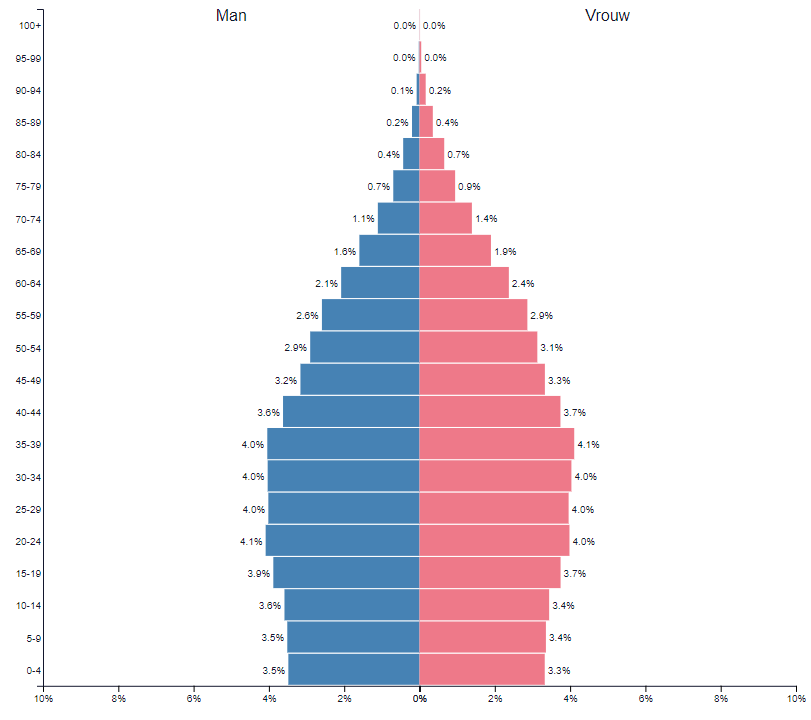 Man Vrouw
100+ 0.0% 0.0%
95-99 0.0% 0.0%
90-94 0.1% 0.2%
85-89 0.2% 0.4%
80-84 0.4% 0.7%
75-79 0.7% 0.9%
70-74 1.1% 1.4%
65-69 1.6% 1.9%
60-64 2.1% 2.4%
55-59 2.6% 2.9%
50-54 2.9% 3.1%
45-49 3.2% 3.3%
40-44 3.6% 3.7%
35-39 4.0% 4.1%
30-34 4.0% 4.0%
25-29 4.0% 4.0%
20-24 4.1% 4.0%
15-19 3.9% 3.7%
10-14 3.6% 3.4%
5-9 3.5% 3.4%
0-4 3.5% 3.3%
10% 8% 6% 4% 2% 0% 2% 4% 6% 8% 10%